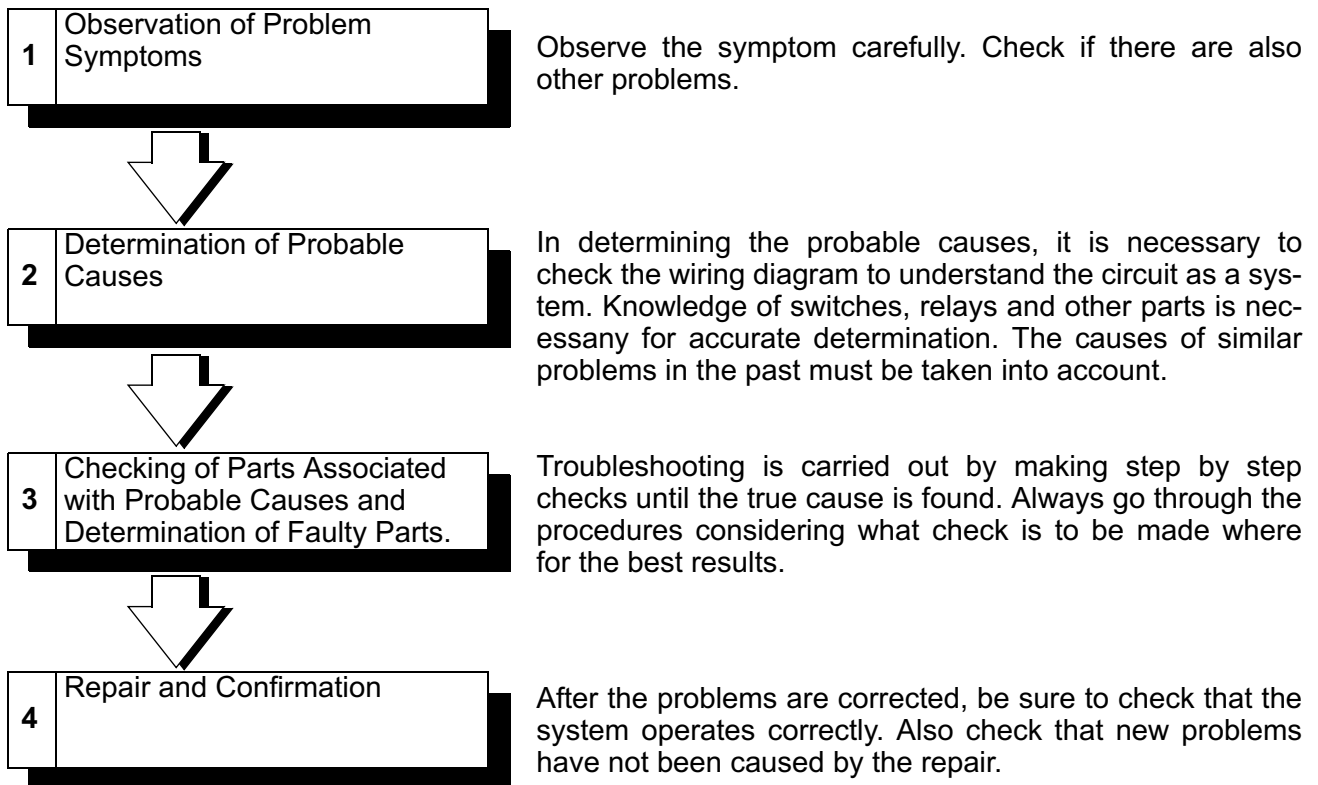 1
Observation of Problem
Symptoms
Observe the symptom carefully. Check if there are also
other problems.
2
Determination of Probable
Causes
In determining the probable causes, it is necessary to
check the wiring diagram to understand the circuit as a sys-
tem. Knowledge of switches, relays and other parts is nec-
essany for accurate determination. The causes of similar
problems in the past must be taken into account.
3
Checking of Parts Associated
with Probable Causes and
Determination of Faulty Parts.
Troubleshooting is carried out by making step by step
checks until the true cause is found. Always go through the
procedures considering what check is to be made where
for the best results.
4
Repair and Confirmation
After the problems are corrected, be sure to check that the
system operates correctly. Also check that new problems
have not been caused by the repair.